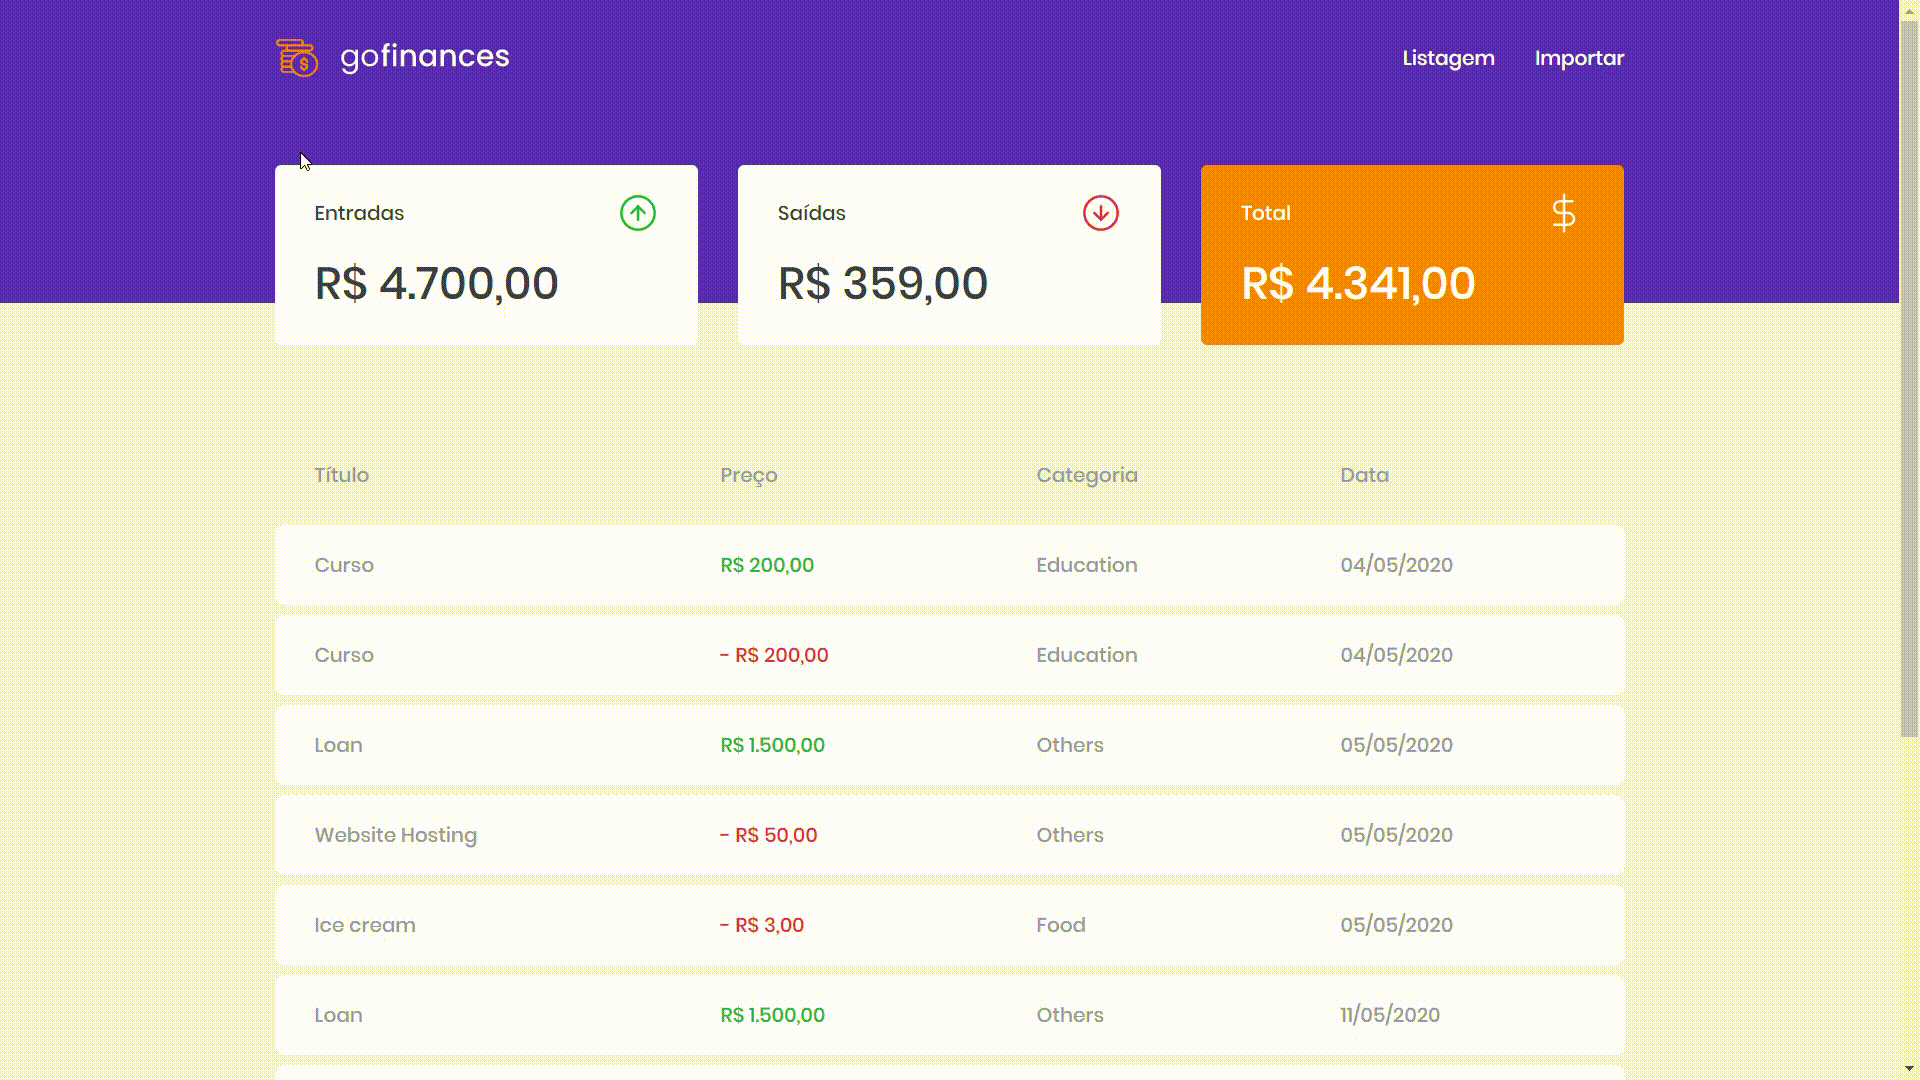 gofinances
Listagem Importar
Entradas
R$ 4.700,00
Saídas
R$ 359,00
Total $
R$ 4.341,00
Título Preço Categoria Data
Curso R$ 200,00 Education 04/05/2020
Curso - R$ 200,00 Education 04/05/2020
Loan R$ 1.500,00 Others 05/05/2020
Website Hosting - R$ 50,00 Others 05/05/2020
Ice cream - R$ 3,00 Food 05/05/2020
Loan R$ 1.500,00 Others 11/05/2020